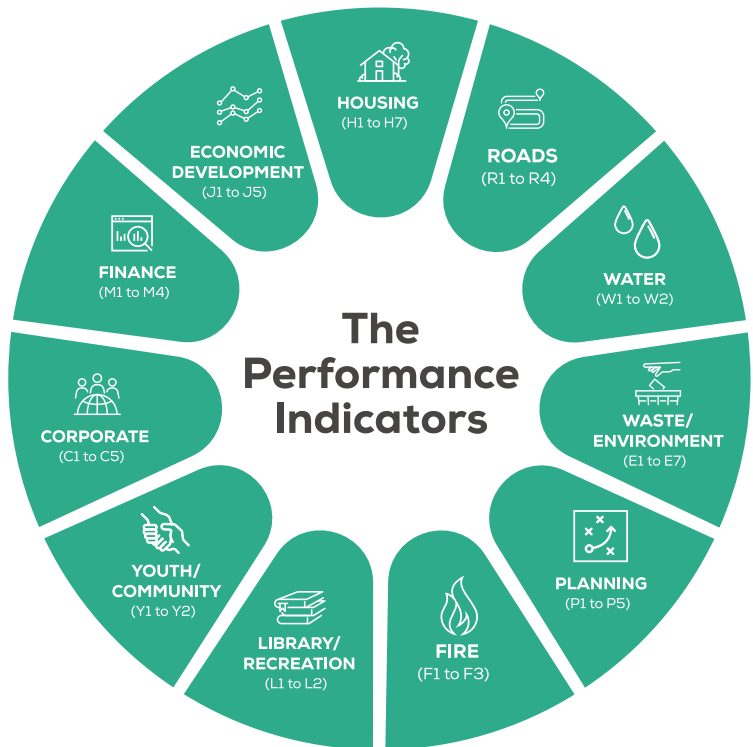 The
Performance
Indicators
HOUSING
(H1 to H7)
ROADS
(R1 to R4)
WATER
(W1 to W2)
WASTE/
ENVIRONMENT
(E1 to E7)
PLANNING
(P1 to P5)
FIRE
(F1 to F3)
LIBRARY/
RECREATION
(L1 to L2)
YOUTH/
COMMUNITY
(Y1 to Y2)
CORPORATE
(C1 to C5)
FINANCE
(M1 to M4)
ECONOMIC
DEVELOPMENT
(J1 to J5)